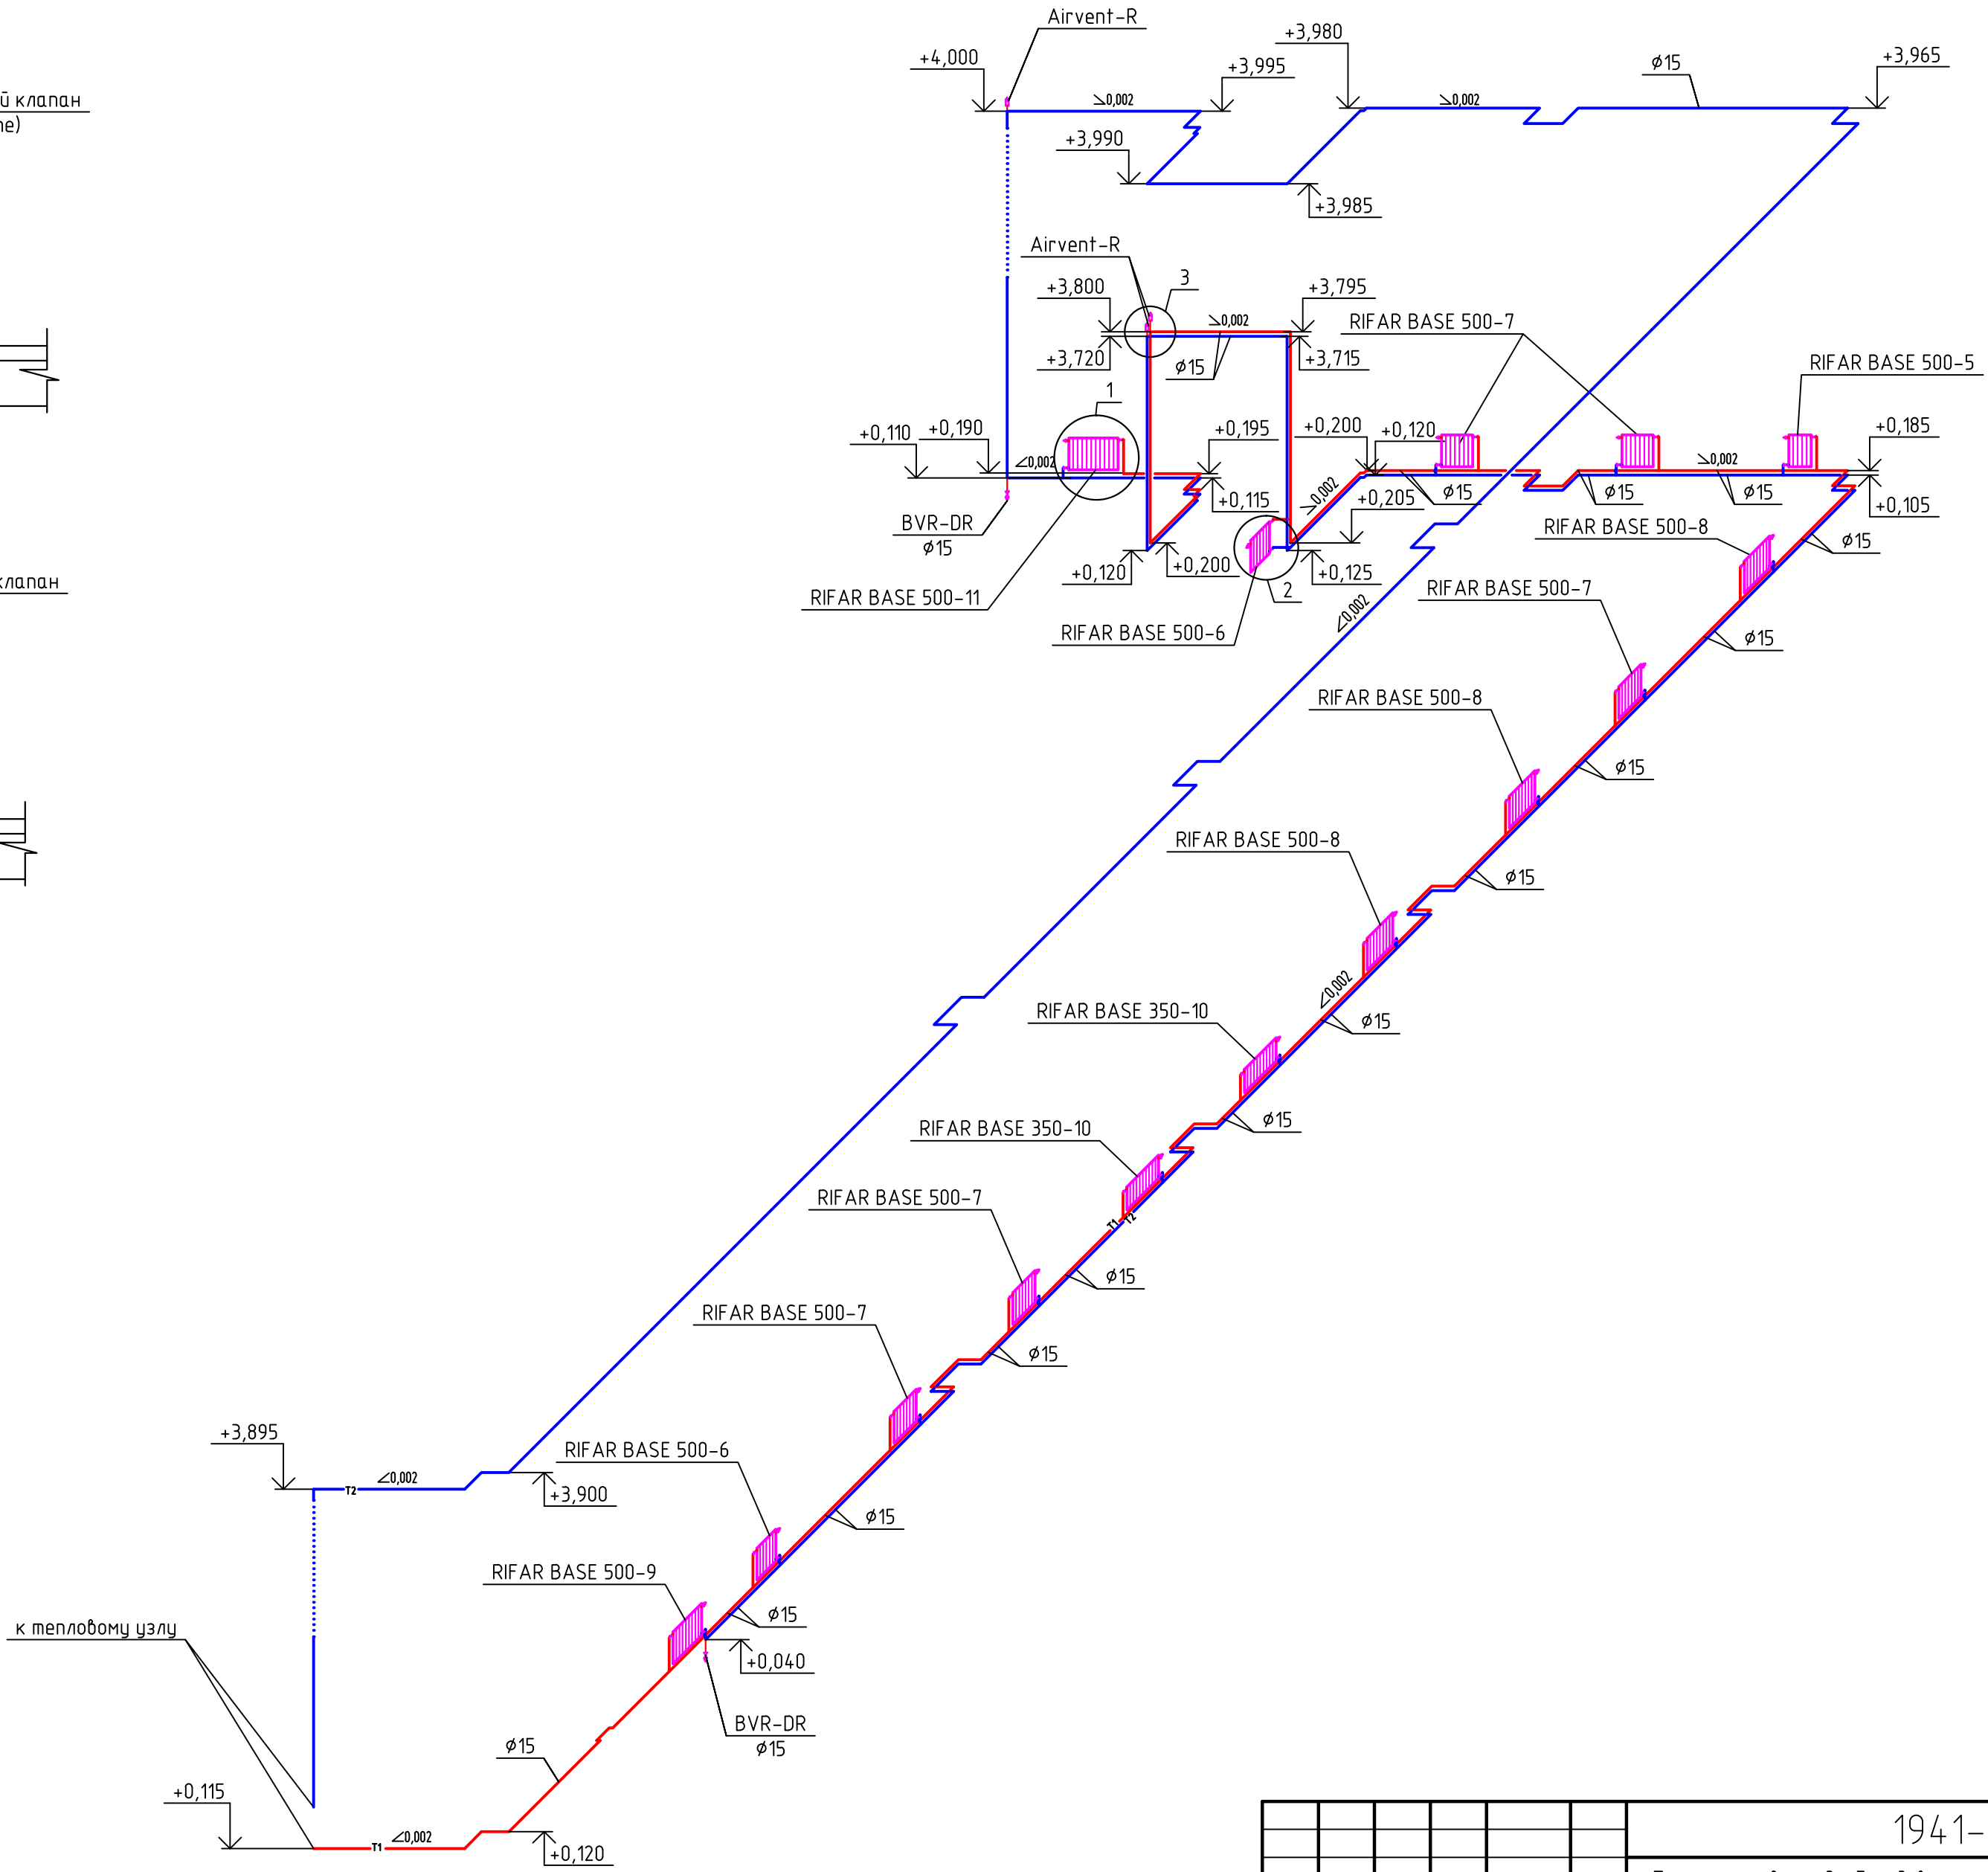 Airvent-R
+3,980
+4,000
+3,995
ø15
+3,965
й клапан
0,002
0,002
+3,990
+3,985
Airvent-R
3
+3,800
+3,795
0,002
RIFAR BASE 500-7
+3,720
ø15
+3,715
RIFAR BASE 500-5
1
+0,110
+0,190
+0,195
+0,200
+0,120
+0,185
0,002
0,002
0,002
+0,115
ø15
+0,205
ø15
ø15
+0,105
BVR-DR
ø15
RIFAR BASE 500-8
ø15
+0,120
+0,200
+0,125
клапан
2
RIFAR BASE 500-11
RIFAR BASE 500-7
0,002
RIFAR BASE 500-6
ø15
RIFAR BASE 500-8
ø15
RIFAR BASE 500-8
ø15
0,002
RIFAR BASE 350-10
ø15
RIFAR BASE 350-10
ø15
RIFAR BASE 500-7
T1
T2
ø15
RIFAR BASE 500-7
ø15
+3,895
RIFAR BASE 500-6
0,002
T2
+3,900
ø15
RIFAR BASE 500-9
ø15
к тепловому узлу
+0,040
BVR-DR
ø15
ø15
+0,115
0,002
T1
+0,120
1941-